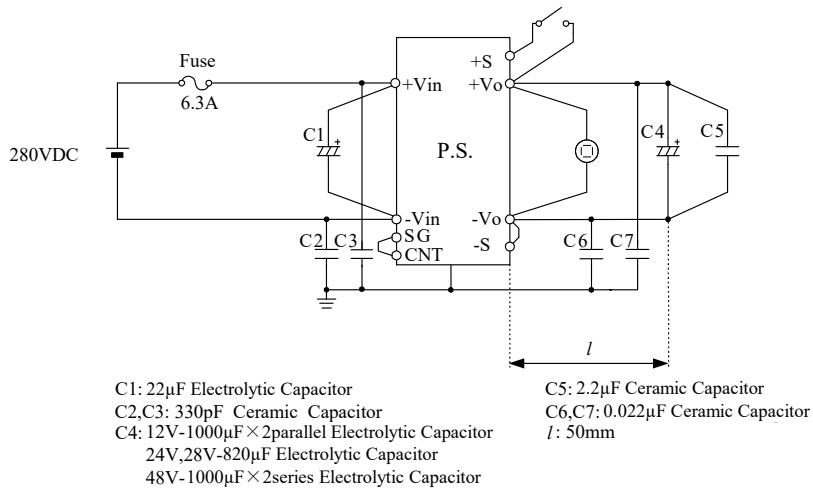 Fuse
6.3A
280VDC
C1
+
+Vin
-Vin
SG
CNT
P.S.
+S
+Vo
-Vo
-S
C2
C3
C4
+
C5
C6
C7
l
C1: 22µF Electrolytic Capacitor
C2,C3: 330pF Ceramic Capacitor
C4: 12V-1000µF×2parallel Electrolytic Capacitor
24V,28V-820µF Electrolytic Capacitor
48V-1000µF×2series Electrolytic Capacitor
C5: 2.2µF Ceramic Capacitor
C6,C7: 0.022µF Ceramic Capacitor
l: 50mm